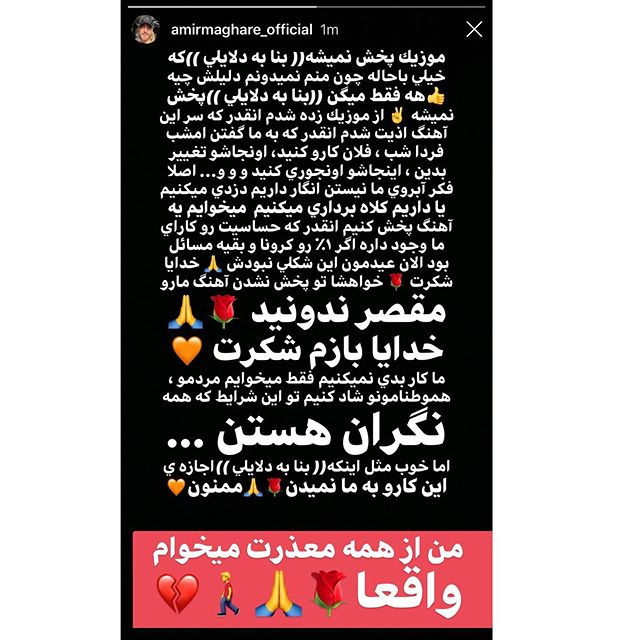 amirmaghare_official 1m
موزيك پخش نميشه(( بنا به دلايلي ))كه
خيلي باحاله چون منم نميدونم دليلش چيه
👍هه فقط ميگن ((بنا به دلايلي ))پخش
نميشه ✌️ از موزيك زده شدم انقدر كه سر اين
آهنگ اذيت شدم انقدر كه به ما گفتن امشب
فردا شب ، فلان كارو كنيد، اونجاشو تغيير
بدين ، اينجاشو اونجوري كنيد و و و... اصلا
فكر آبروي ما نيستن انگار داريم دزدي ميكنيم
يا داريم كلاه برداري ميكنيم ميخوايم يه
آهنگ پخش كنيم انقدر كه حساسيت رو كاراي
ما وجود داره اگر ١٪ رو كرونا و بقيه مسائل
بود الان عيدمون اين شكلي نبودش 🙏 خدايا
شكرت 🌹 خواهشا تو پخش نشدن آهنگ مارو
مقصر ندونيد 🌹🙏
خدايا بازم شكرت 🧡
ما كار بدي نميكنيم فقط ميخوايم مردمو ،
هموطنامونو شاد كنيم تو اين شرايط كه همه
نگران هستن ...
اما خوب مثل اينكه(( بنا به دلايلي ))اجازه ي
اين كارو به ما نميدن🌹🙏ممنون🧡
من از همه معذرت ميخوام
واقعا🌹🙏🚶💔